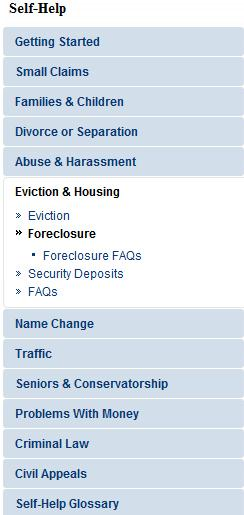 Self-Help
Getting Started
Small Claims
Families & Children
Divorce or Separation
Abuse & Harassment
Eviction & Housing
» Eviction
» Foreclosure
▪ Foreclosure FAQs
» Security Deposits
» FAQs
Name Change
Traffic
Seniors & Conservatorship
Problems With Money
Criminal Law
Civil Appeals
Self-Help Glossary